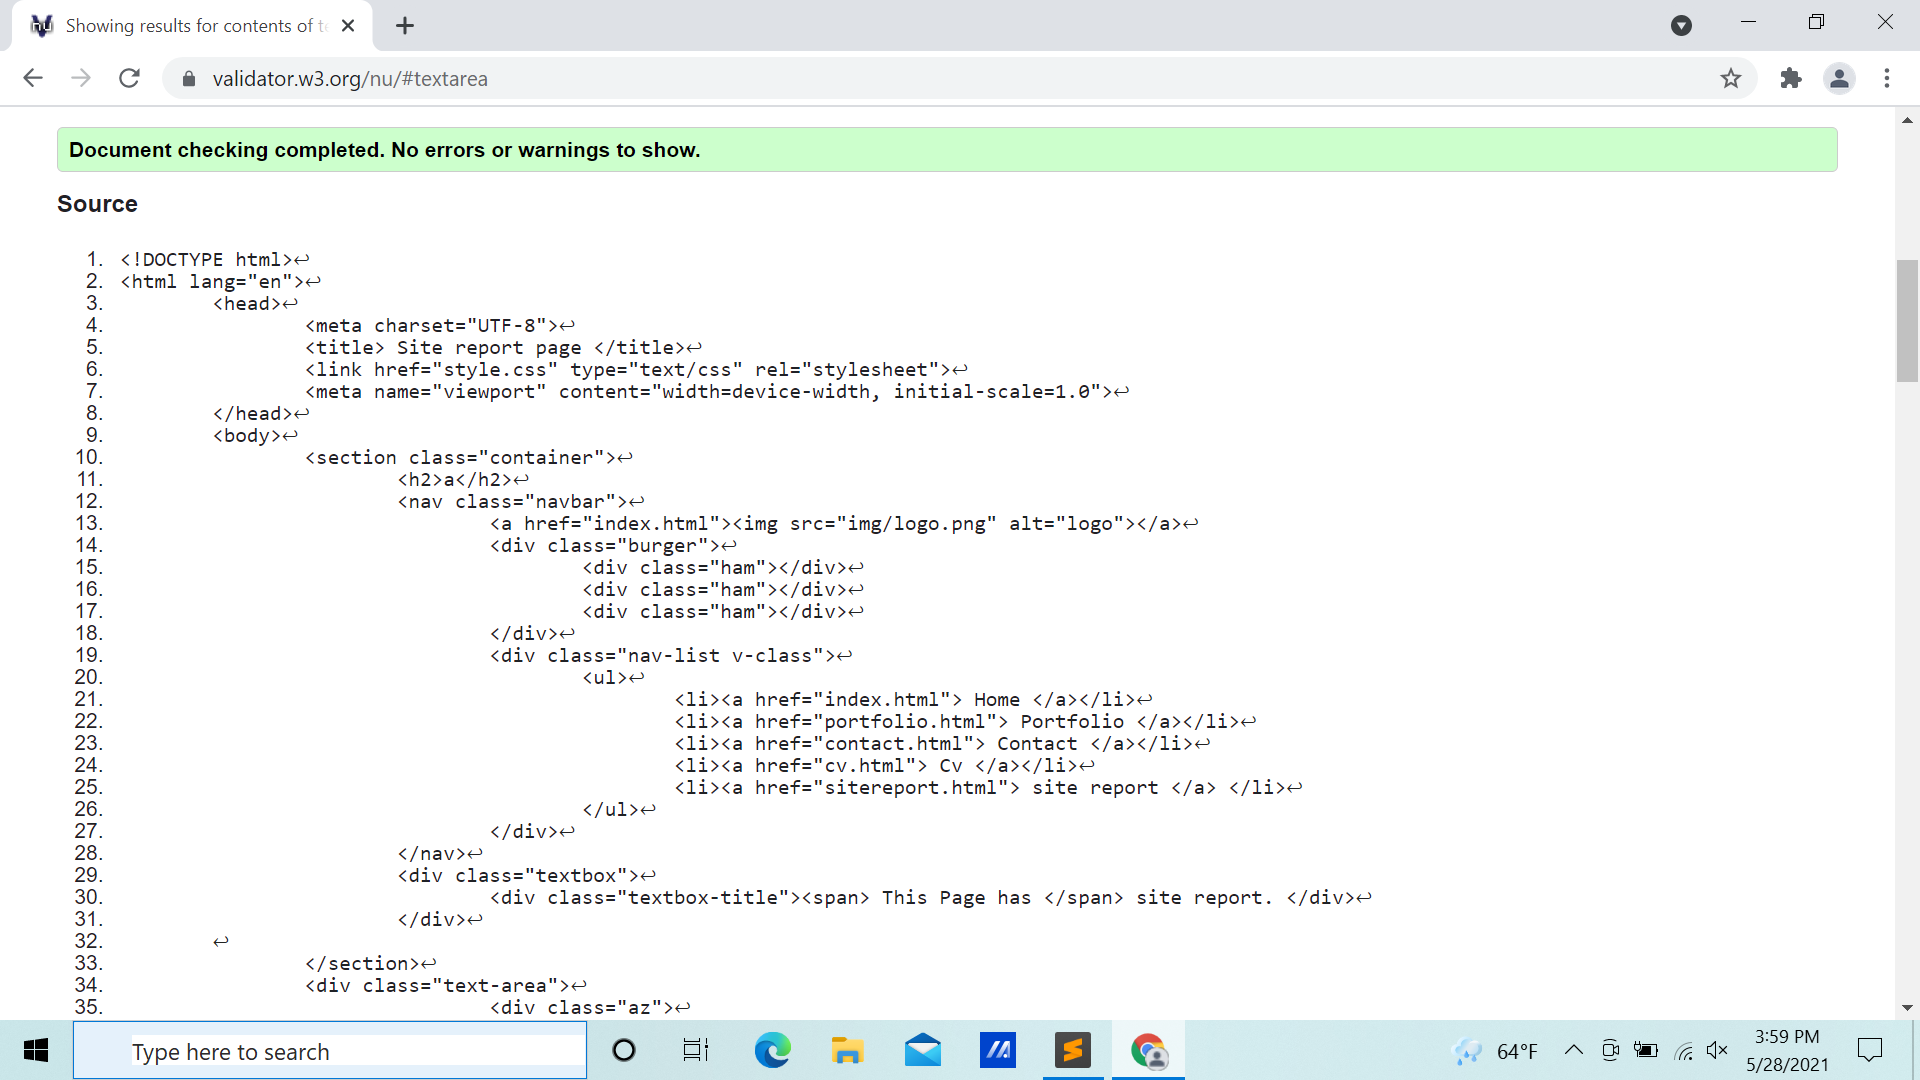 Showing results for contents of te
validator.w3.org/nu/#textarea
Document checking completed. No errors or warnings to show.
Source
1. <!DOCTYPE html>↩
2. <html lang="en">↩
3. <head>↩
4. <meta charset="UTF-8">↩
5. <title> Site report page </title>↩
6. <link href="style.css" type="text/css" rel="stylesheet">↩
7. <meta name="viewport" content="width=device-width, initial-scale=1.0">↩
8. </head>↩
9. <body>↩
10. <section class="container">↩
11. <h2>a</h2>↩
12. <nav class="navbar">↩
13. <a href="index.html"><img src="img/logo.png" alt="logo"></a>↩
14. <div class="burger">↩
15. <div class="ham"></div>↩
16. <div class="ham"></div>↩
17. <div class="ham"></div>↩
18. </div>↩
19. <div class="nav-list v-class">↩
20. <ul>↩
21. <li><a href="index.html"> Home </a></li>↩
22. <li><a href="portfolio.html"> Portfolio </a></li>↩
23. <li><a href="contact.html"> Contact </a></li>↩
24. <li><a href="cv.html"> Cv </a></li>↩
25. <li><a href="sitereport.html"> site report </a> </li>↩
26. </ul>↩
27. </div>↩
28. </nav>↩
29. <div class="textbox">↩
30. <div class="textbox-title"><span> This Page has </span> site report. </div>↩
31. </div>↩
32. ↩
33. </section>↩
34. <div class="text-area">↩
35. <div class="az">↩
Type here to search
64°F
3:59 PM
5/28/2021